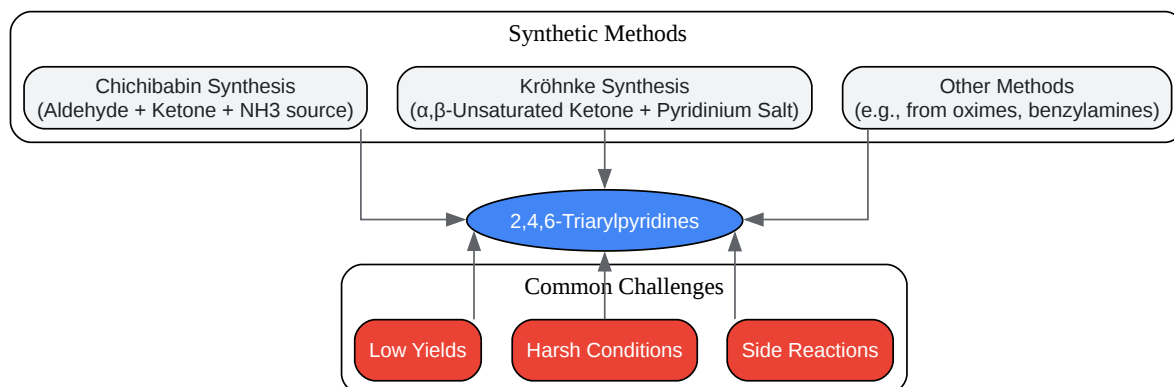 Synthetic Methods
Chichibabin Synthesis
(Aldehyde + Ketone + NH3 source)
Kröhnke Synthesis
(α,β-Unsaturated Ketone + Pyridinium Salt)
Other Methods
(e.g., from oximes, benzylamines)
2,4,6-Triarylpyridines
Common Challenges
Low Yields
Harsh Conditions
Side Reactions